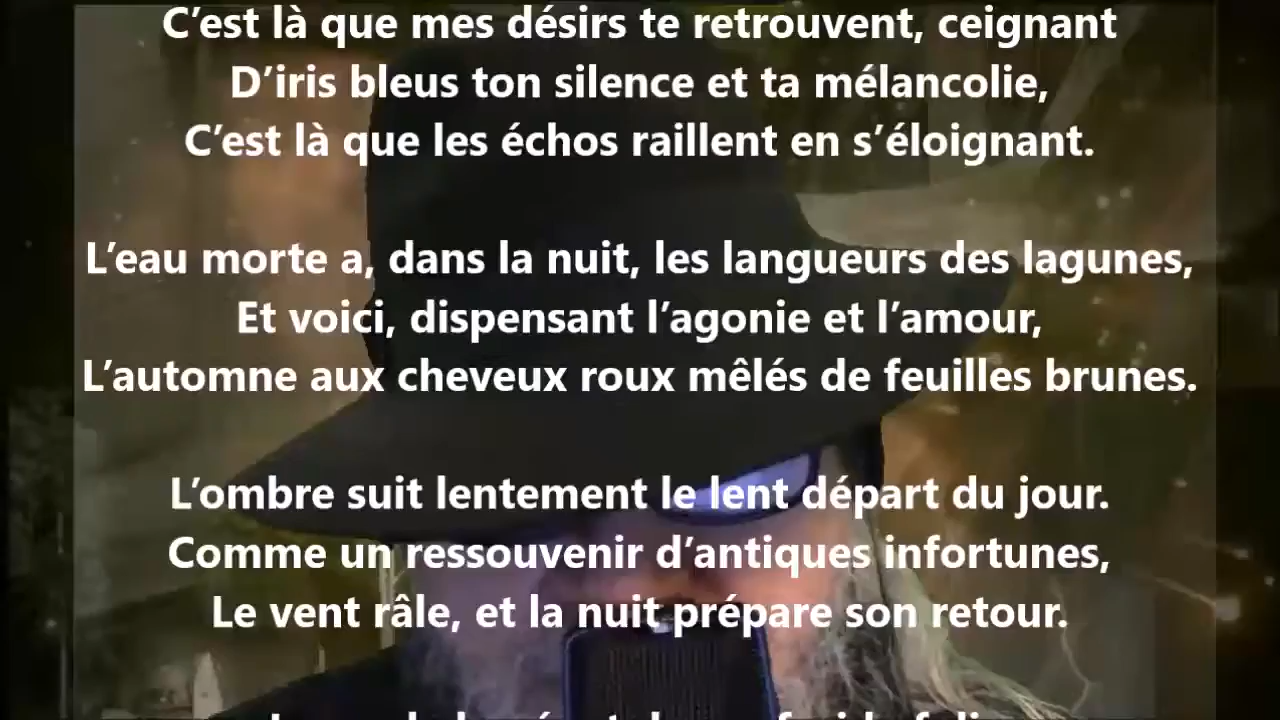 C’est là que mes désirs te retrouvent, ceignant
D’iris bleus ton silence et ta mélancolie,
C’est là que les échos raillent en s’éloignant.
L’eau morte a, dans la nuit, les langueurs des lagunes,
Et voici, dispensant l’agonie et l’amour,
L’automne aux cheveux roux mêlés de feuilles brunes.
L’ombre suit lentement le lent départ du jour.
Comme un ressouvenir d’antiques infortunes,
Le vent râle, et la nuit prépare son retour.